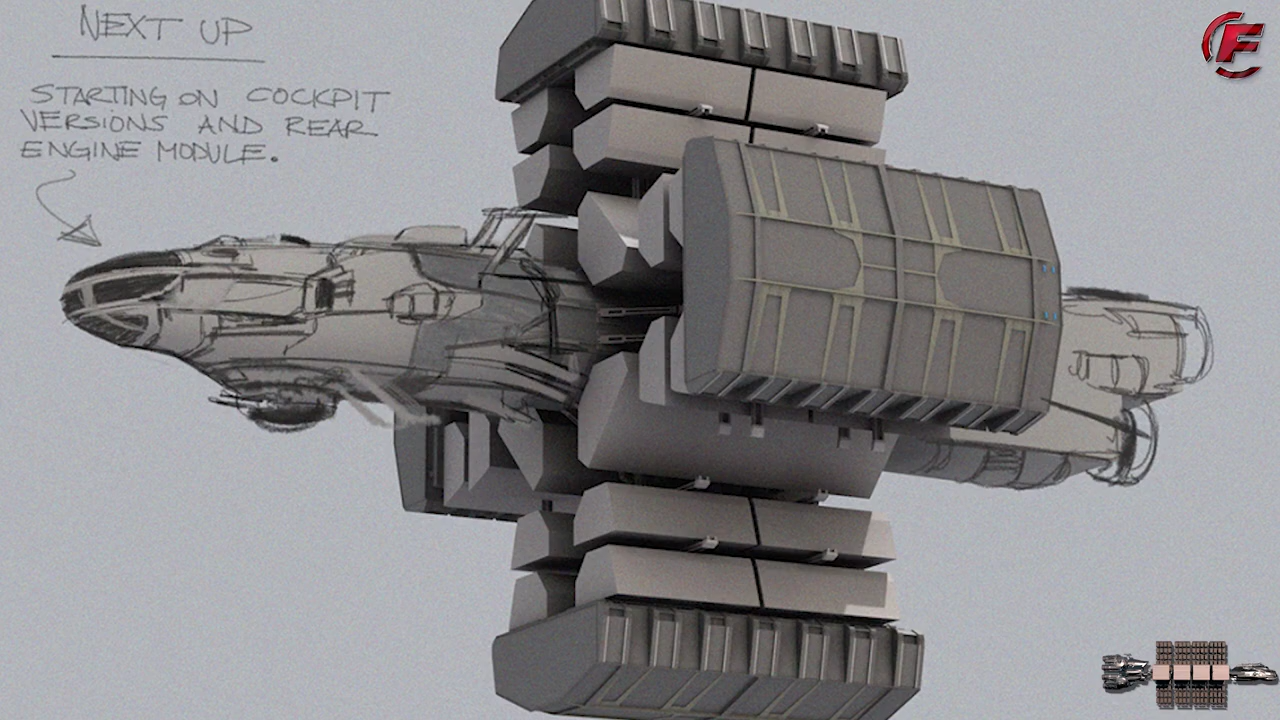 NEXT UP
STARTING ON COCKPIT
VERSIONS AND REAR
ENGINE MODULE.
F